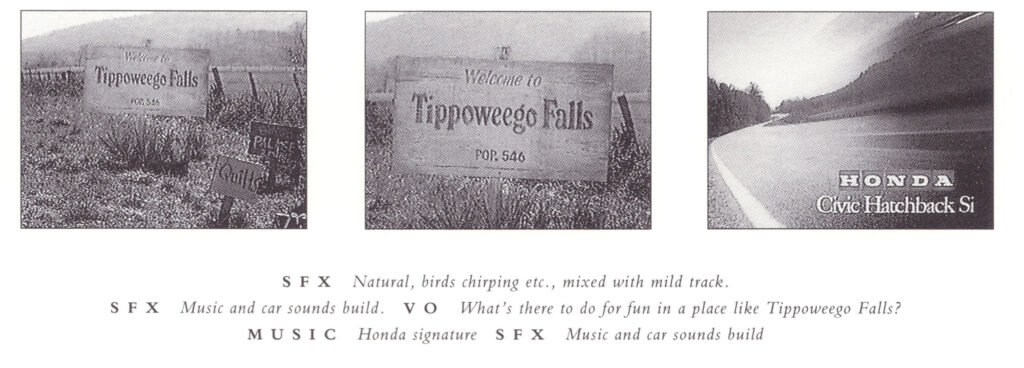 Welcome to
Tippoweego Falls
POP. 546
Quilts
79¢
Welcome to
Tippoweego Falls
POP. 546
HONDA
Civic Hatchback Si
SFX Natural, birds chirping etc., mixed with mild track.
SFX Music and car sounds build. VO What's there to do for fun in a place like Tippoweego Falls?
MUSIC Honda signature SFX Music and car sounds build